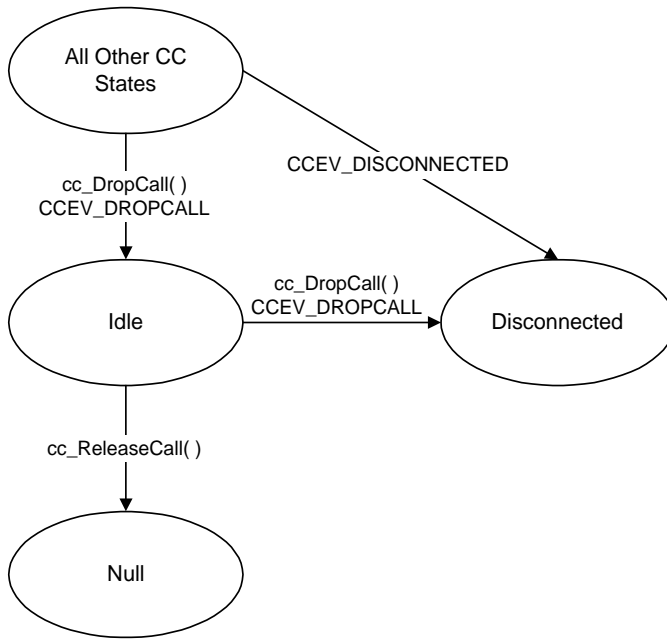 All Other CC
States
CCEV_DISCONNECTED
cc_DropCall( )
CCEV_DROPCALL
Idle
cc_DropCall( )
CCEV_DROPCALL
Disconnected
cc_ReleaseCall( )
Null